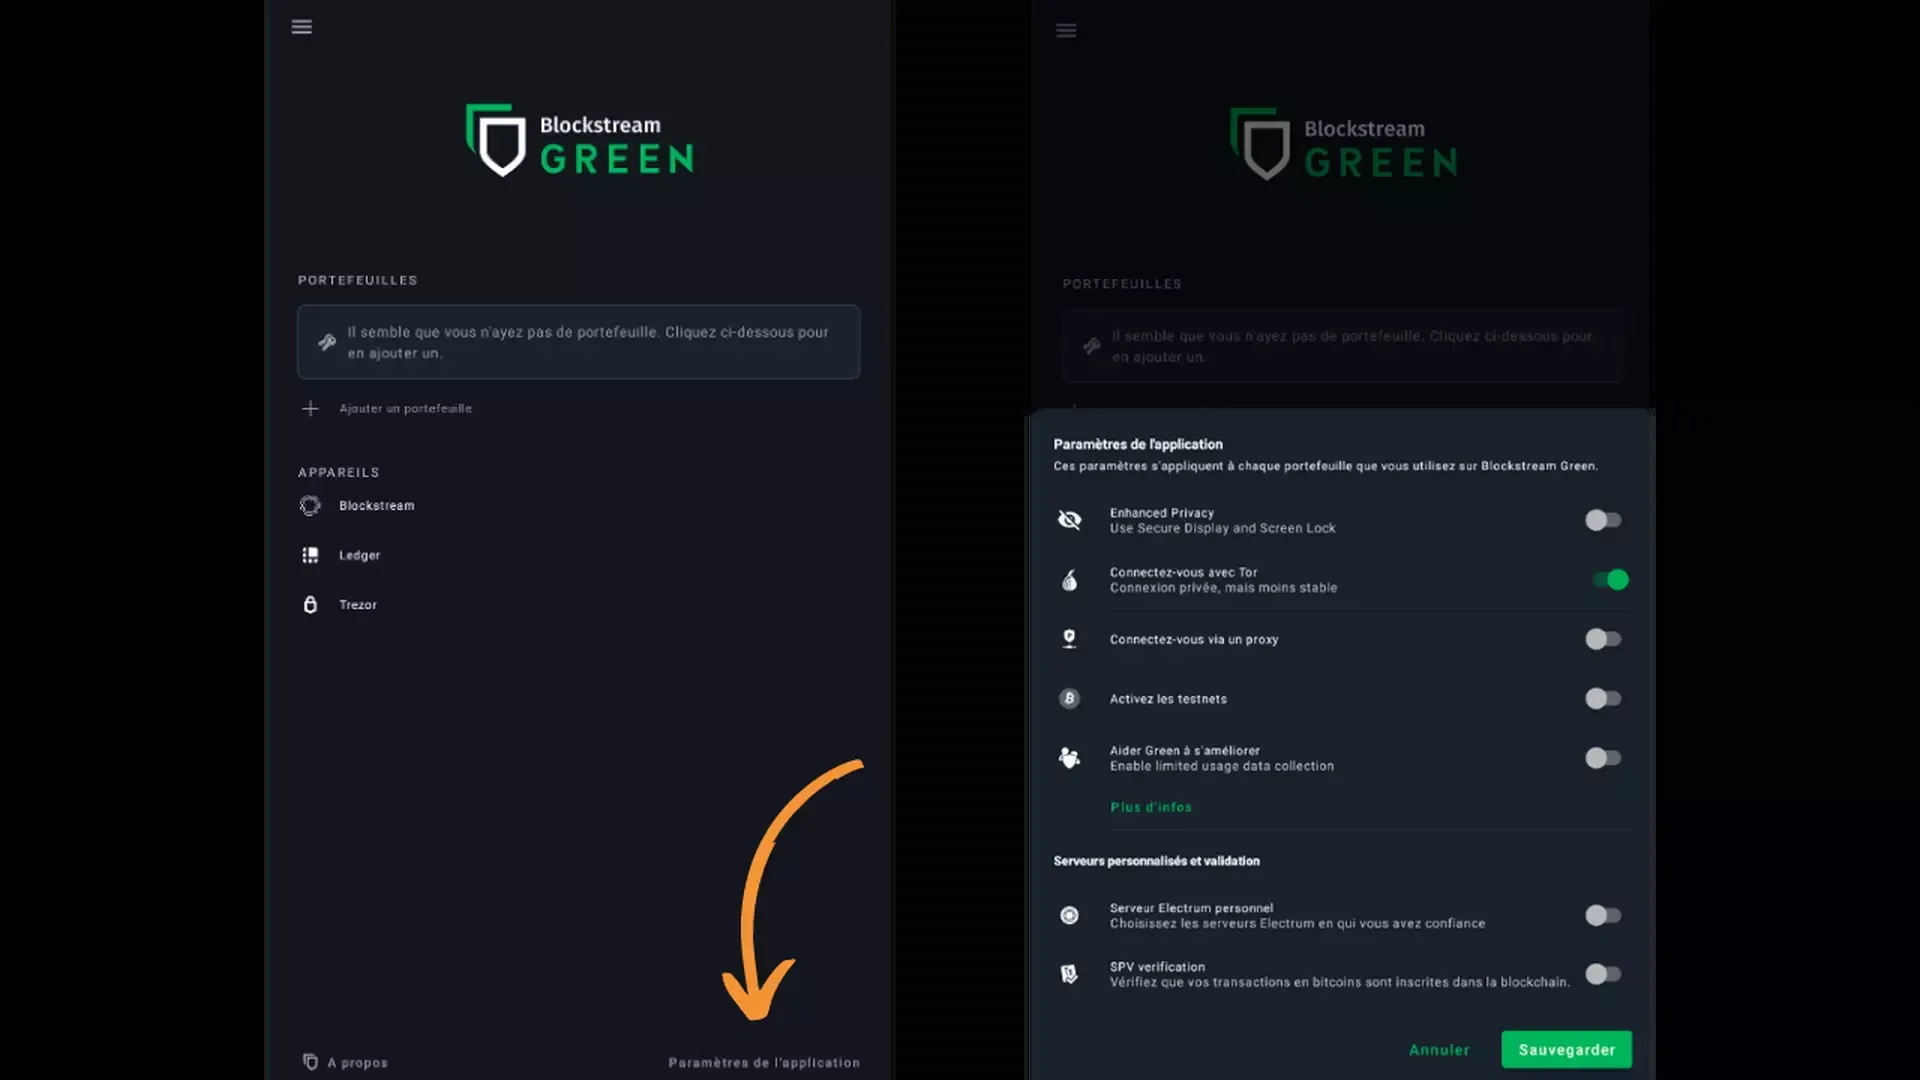 Blockstream
GREEN
PORTEFEUILLES
Il semble que vous n'ayez pas de portefeuille. Cliquez ci-dessous pour
en ajouter un.
Ajouter un portefeuille
APPAREILS
Blockstream
Ledger
Trezor
A propos
Paramètres de l'application
Blockstream
GREEN
PORTEFEUILLES
Il semble que vous n'ayez pas de portefeuille. Cliquez ci-dessous pour
en ajouter un.
Paramètres de l'application
Ces paramètres s'appliquent à chaque portefeuille que vous utilisez sur Blockstream Green.
Enhanced Privacy
Use Secure Display and Screen Lock
Connectez-vous avec Tor
Connexion privée, mais moins stable
Connectez-vous via un proxy
Activez les testnets
Aider Green à s'améliorer
Enable limited usage data collection
Plus d'infos
Serveurs personnalisés et validation
Serveur Electrum personnel
Choisissez les serveurs Electrum en qui vous avez confiance
SPV verification
Vérifiez que vos transactions en bitcoins sont inscrites dans la blockchain.
Annuler
Sauvegarder